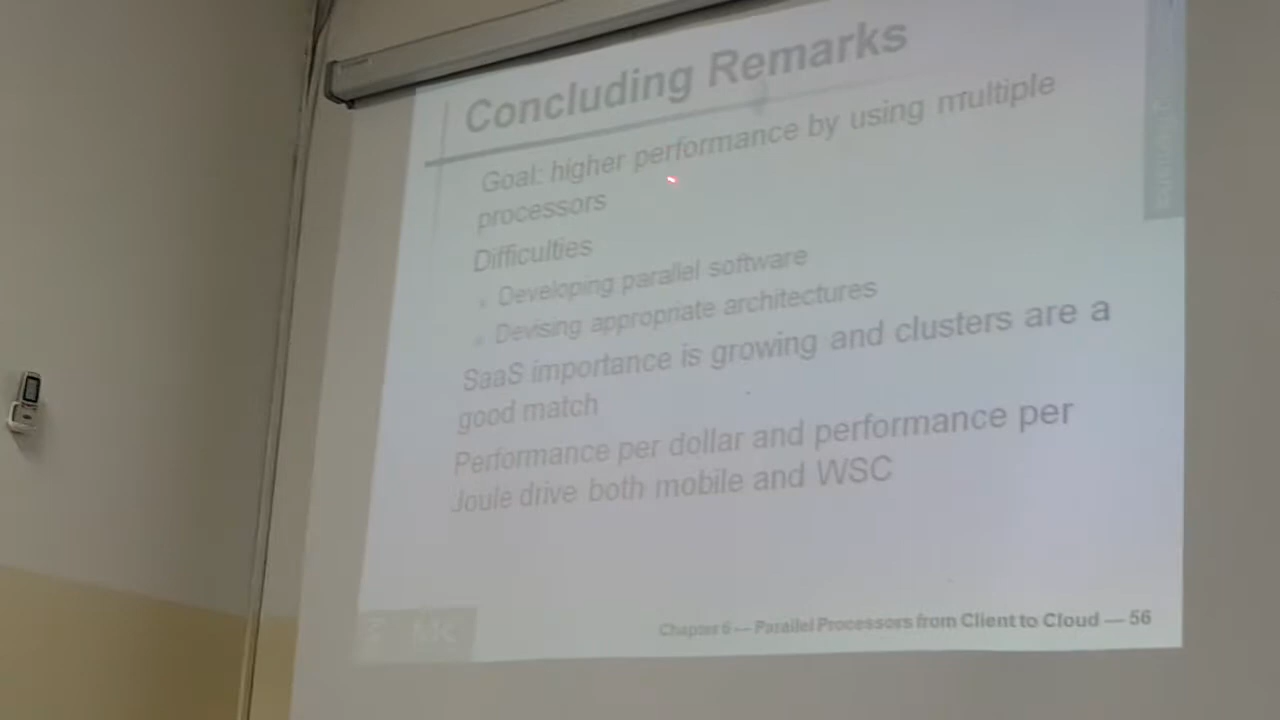 Concluding Remarks
Goal: higher performance by using multiple
processors
Difficulties
Developing parallel software
Devising appropriate architectures
SaaS importance is growing and clusters are a
good match
Performance per dollar and performance per
Joule drive both mobile and WSC
Chapter 6 — Parallel Processors from Client to Cloud — 56